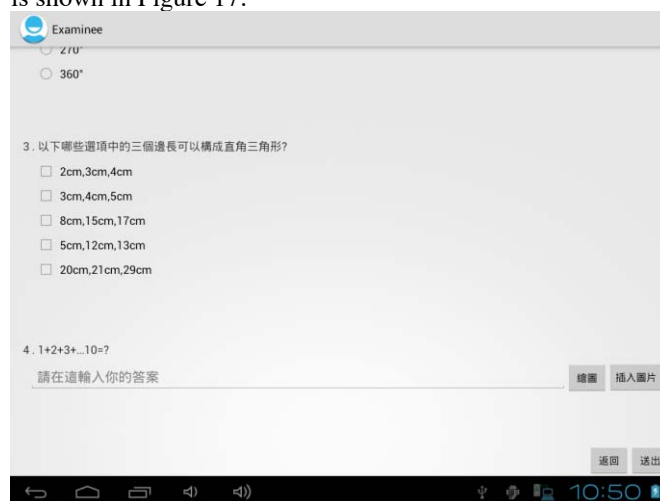 is shown in Figure 17.
Examinee
270°
360°
3 . 以下哪些選項中的三個邊長可以構成直角三角形?
2cm,3cm,4cm
3cm,4cm,5cm
8cm,15cm,17cm
5cm,12cm,13cm
20cm,21cm,29cm
4 . 1+2+3+...10=?
請在這輸入你的答案
繪圖 插入圖片
返回 送出
10:50